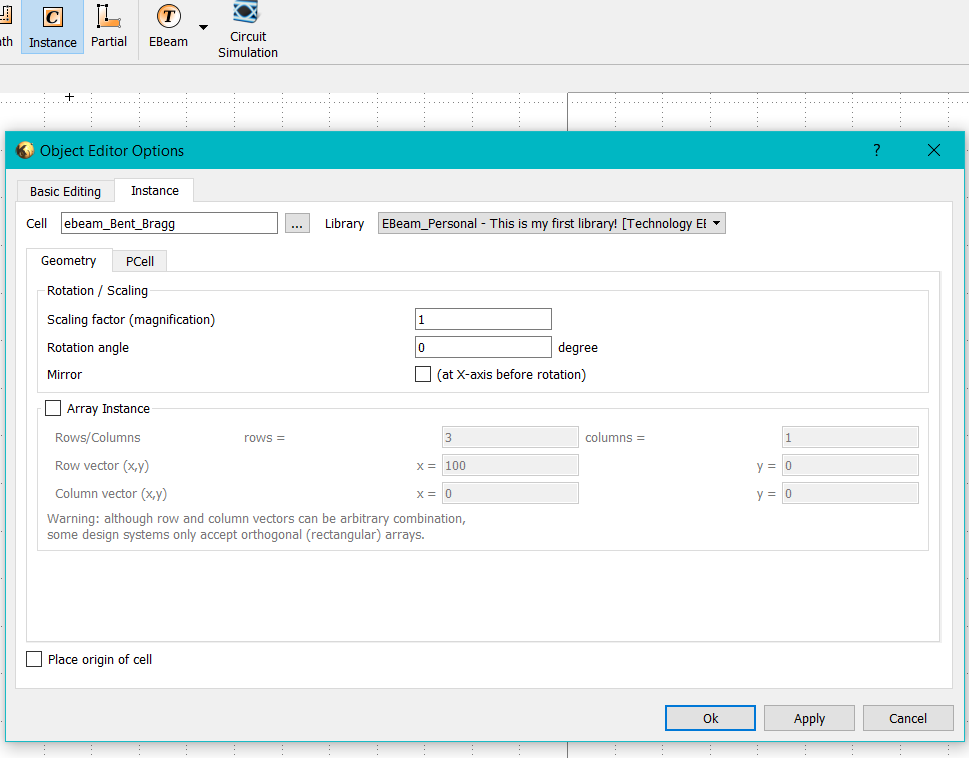 th
C
T
Instance
Partial
EBeam
Circuit
Simulation
Object Editor Options
?
Basic Editing
Instance
Cell
ebeam_Bent_Bragg
...
Library
EBeam_Personal - This is my first library! [Technology EE
Geometry
PCell
Rotation / Scaling
Scaling factor (magnification)
1
Rotation angle
0
degree
Mirror
(at X-axis before rotation)
Array Instance
Rows/Columns
rows =
3
columns =
1
Row vector (x,y)
x =
100
y =
0
Column vector (x,y)
x =
0
y =
0
Warning: although row and column vectors can be arbitrary combination,
some design systems only accept orthogonal (rectangular) arrays.
Place origin of cell
Ok
Apply
Cancel